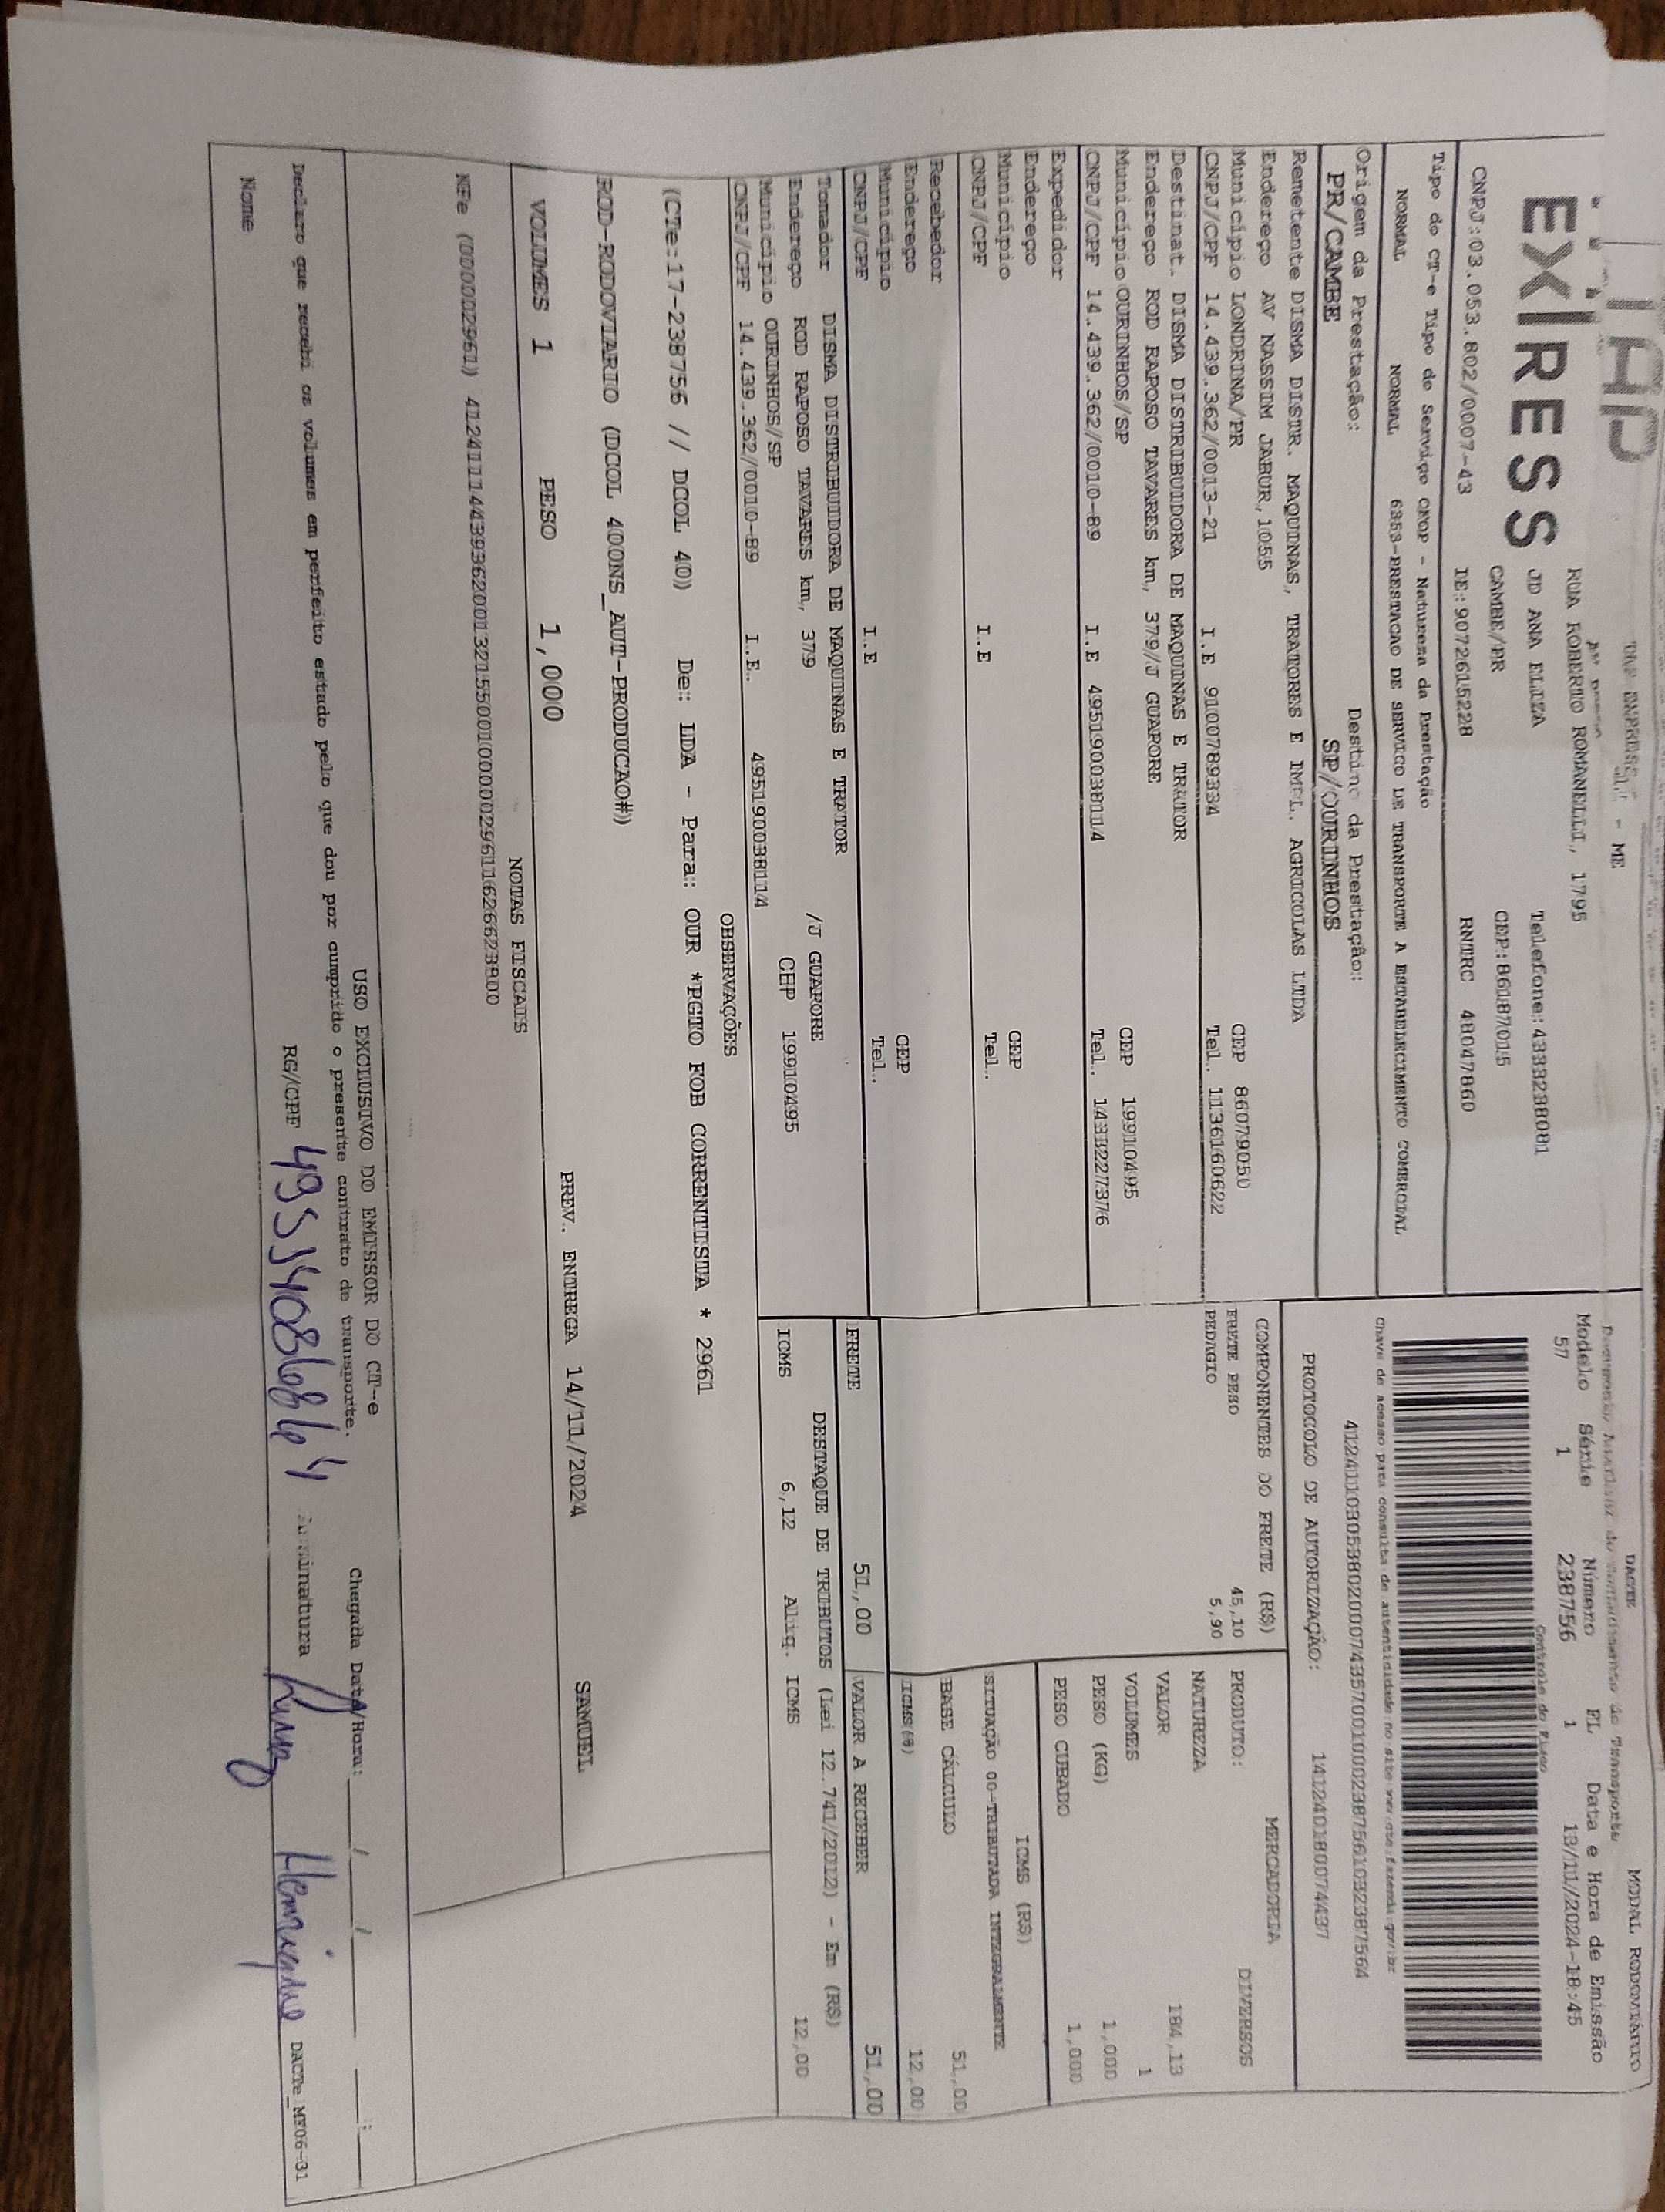 TAP
EXPRESS
- ME
RUA ROBERTO ROMANELLI, 1795
JD ANA ELIZA Telefone:4333238081
CAMBE/PR CEP:86187015
CNPJ:03.053.802/0007-43 IE:9072615228 RNTRC 48047860
Tipo do CT-e Tipo do Serviço CFOP - Natureza da Prestação
NORMAL NORMAL 6353-PRESTACAO DE SERVICO DE TRANSPORTE A ESTABELECIMENTO COMERCIAL
Origem da Prestação: Destino da Prestação:
PR/CAMBE SP/OURINHOS
DACTE MODAL RODOVIÁRIO
Documento Auxiliar do Conhecimento de Transporte
Modelo Série Número FL Data e Hora de Emissão
57 1 238756 1 13/11/2024-18:45
Controle do Fisco
Chave de acesso para consulta de autenticidade no site www.cte.fazenda.gov.br
41241103053802000743570010002387561032387564
PROTOCOLO DE AUTORIZAÇÃO: 141240180074437
Remetente DISMA DISTR. MAQUINAS, TRATORES E IMPL. AGRICOLAS LTDA
Endereço AV NASSIM JABUR,1055
Município LONDRINA/PR CEP 86079050
CNPJ/CPF 14.439.362/0013-21 I.E 9100789334 Tel. 1136160622
Destinat. DISMA DISTRIBUIDORA DE MAQUINAS E TRATOR
Endereço ROD RAPOSO TAVARES km, 379/J GUAPORE
Município OURINHOS/SP CEP 19910495
CNPJ/CPF 14.439.362/0010-89 I.E 495190038114 Tel. 1433227376
Expedidor
Endereço
Município CEP
CNPJ/CPF I.E Tel.
Recebedor
Endereço
Município CEP
CNPJ/CPF I.E Tel.
Tomador DISMA DISTRIBUIDORA DE MAQUINAS E TRATOR
Endereço ROD RAPOSO TAVARES km, 379 /J GUAPORE
Município OURINHOS/SP CEP 19910495
CNPJ/CPF 14.439.362/0010-89 I.E. 495190038114
COMPONENTES DO FRETE (R$)
FRETE PESO 45,10
PEDAGIO 5,90
MERCADORIA
PRODUTO: DIVERSOS
NATUREZA
VALOR 184,13
VOLUMES 1
PESO (KG) 1,000
PESO CUBADO 1,000
ICMS (R$)
SITUAÇÃO 00-TRIBUTADA INTEGRALMENTE
BASE CÁLCULO 51,00
ICMS(%) 12,00
FRETE 51,00 VALOR A RECEBER 51,00
DESTAQUE DE TRIBUTOS (Lei 12.741/2012) - Em (R$)
ICMS 6,12 Aliq. ICMS 12,00
OBSERVAÇÕES
(CTe:17-238756 // DCOL 40) De: LDA - Para: OUR *PGTO FOB CORRENTISTA * 2961
ROD-RODOVIARIO (DCOL 400NS_AUT-PRODUCAO#)
PREV. ENTREGA 14/11/2024 SAMUEL
VOLUMES 1 PESO 1,000
NOTAS FISCAIS
NFe (000002961) 41241114439362001321550010000029611626623800
USO EXCLUSIVO DO EMISSOR DO CT-e
Declaro que recebi os volumes em perfeito estado pelo que dou por cumprido o presente contrato de transporte. Chegada Data/Hora: ___/___/___ ___:___
Nome RG/CPF Assinatura Henrique DACTe_MF06-31